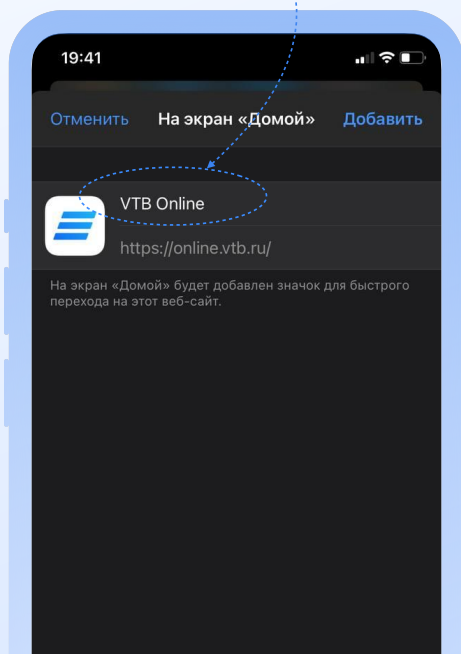 19:41
Отменить На экран «Домой» Добавить
VTB Online
https://online.vtb.ru/
На экран «Домой» будет добавлен значок для быстрого
перехода на этот веб-сайт.